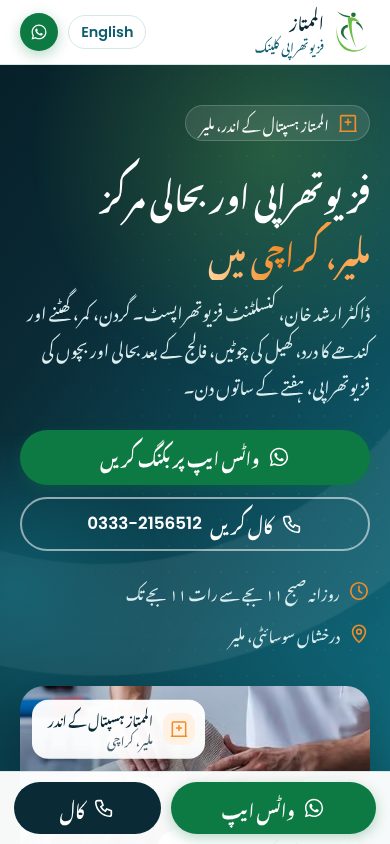 الممتاز
فزیوتھراپی کلینک
English
الممتاز ہسپتال کے اندر، ملیر
فزیوتھراپی اور بحالی مرکز
ملیر، کراچی میں
ڈاکٹر ارشد خان، کنسلٹنٹ فزیوتھراپسٹ۔ گردن، کمر، گھٹنے اور
کندھے کا درد، کھیل کی چوٹیں، فالج کے بعد بحالی اور بچوں کی
فزیوتھراپی، ہفتے کے ساتوں دن۔
واٹس ایپ پر بکنگ کریں
کال کریں 0333-2156512
روزانہ صبح ۱۱ بجے سے رات ۱۱ بجے تک
درخشاں سوسائٹی، ملیر
الممتاز ہسپتال کے اندر
ملیر، کراچی
واٹس ایپ
کال